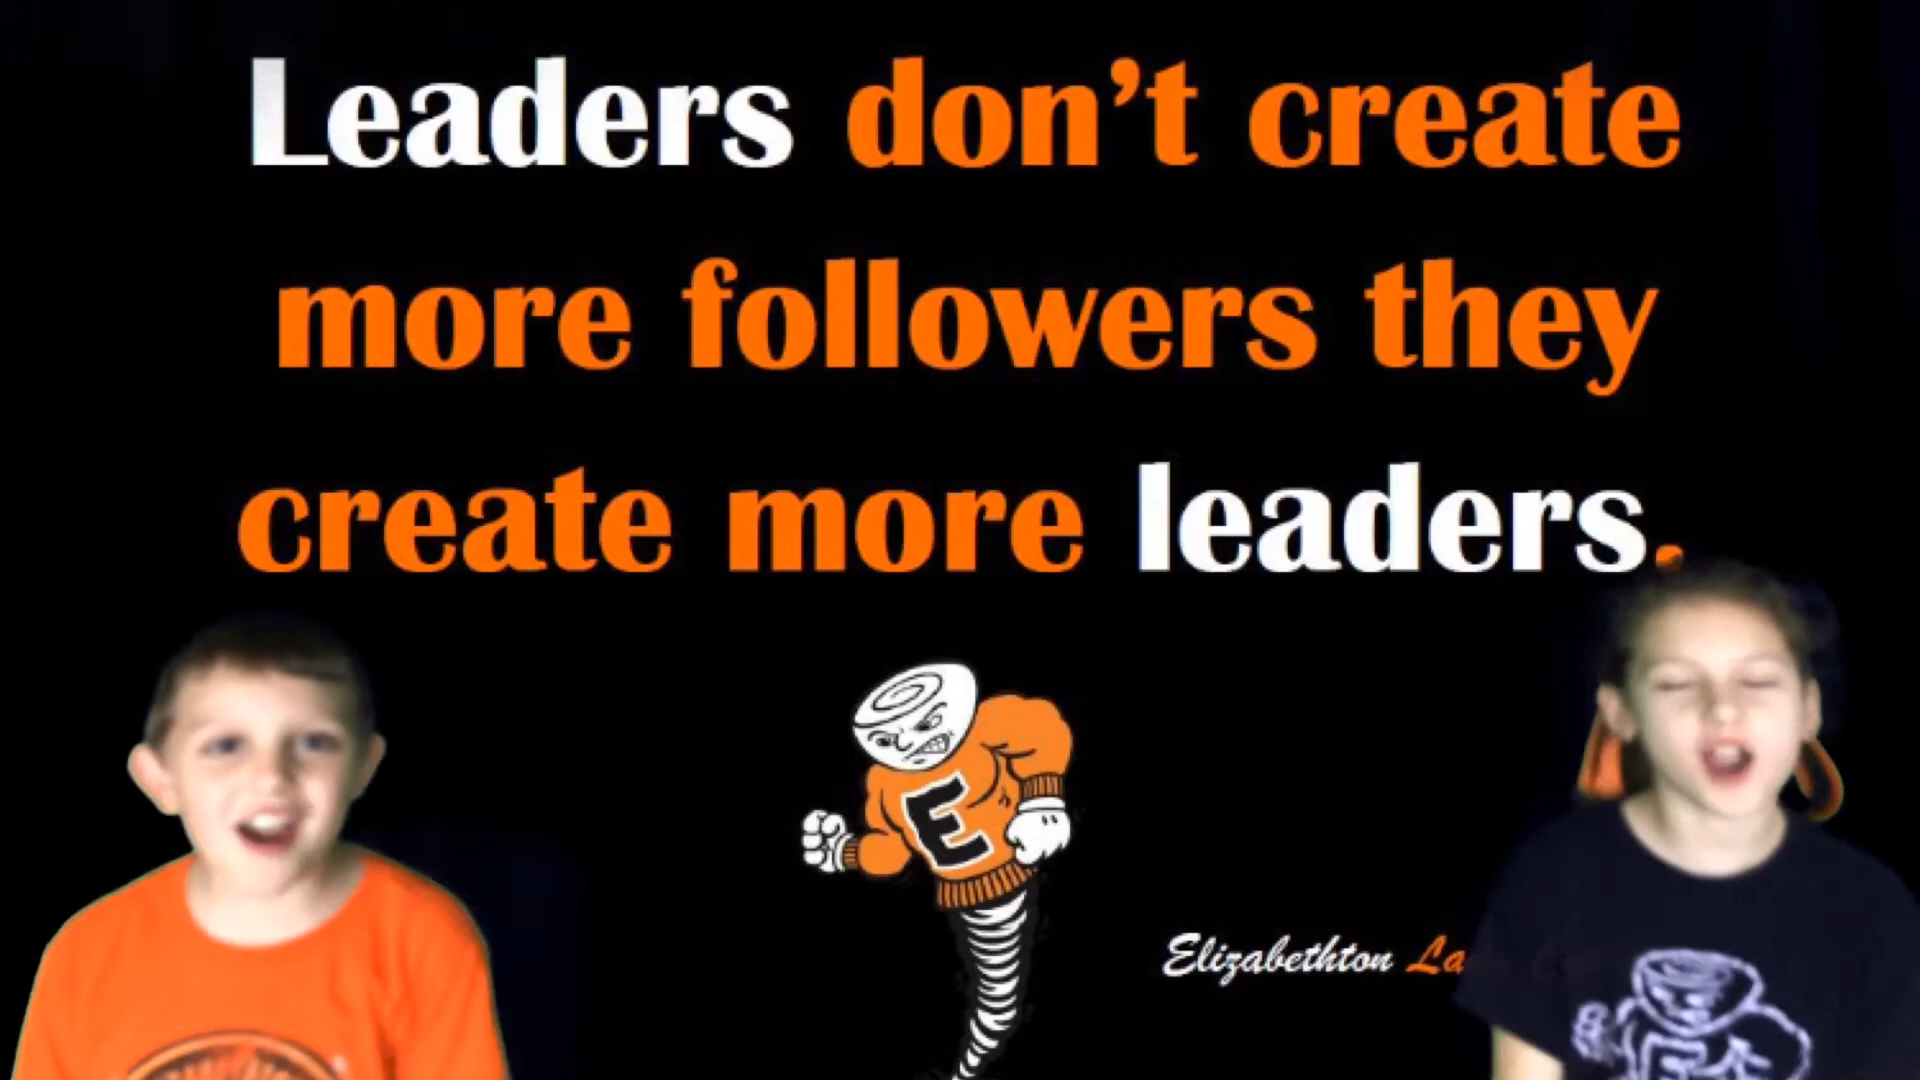 Leaders don't create
more followers they
create more leaders.
E
Elizabethton